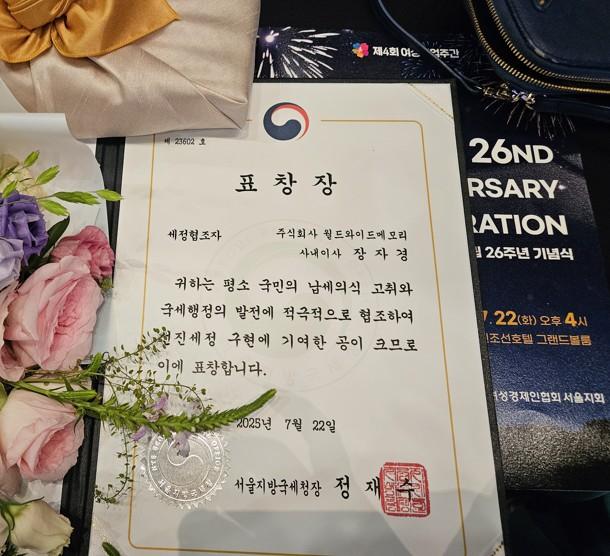 제4회 여성
업주간
제 23602 호
표창장
세정협조자
주식회사 월드와이드메모리
사내이사 장 자 경
귀하는 평소 국민의 납세의식 고취와
국세행정의 발전에 적극적으로 협조하여
선진세정 구현에 기여한 공이 크므로
이에 표창합니다.
2025년 7월 22일
서울지방국세청장 정 재 수
26ND
RSARY
RATION
26주년 기념식
7. 22(화) 오후 4시
조선호텔 그랜드볼룸
여성경제인협회 서울지회